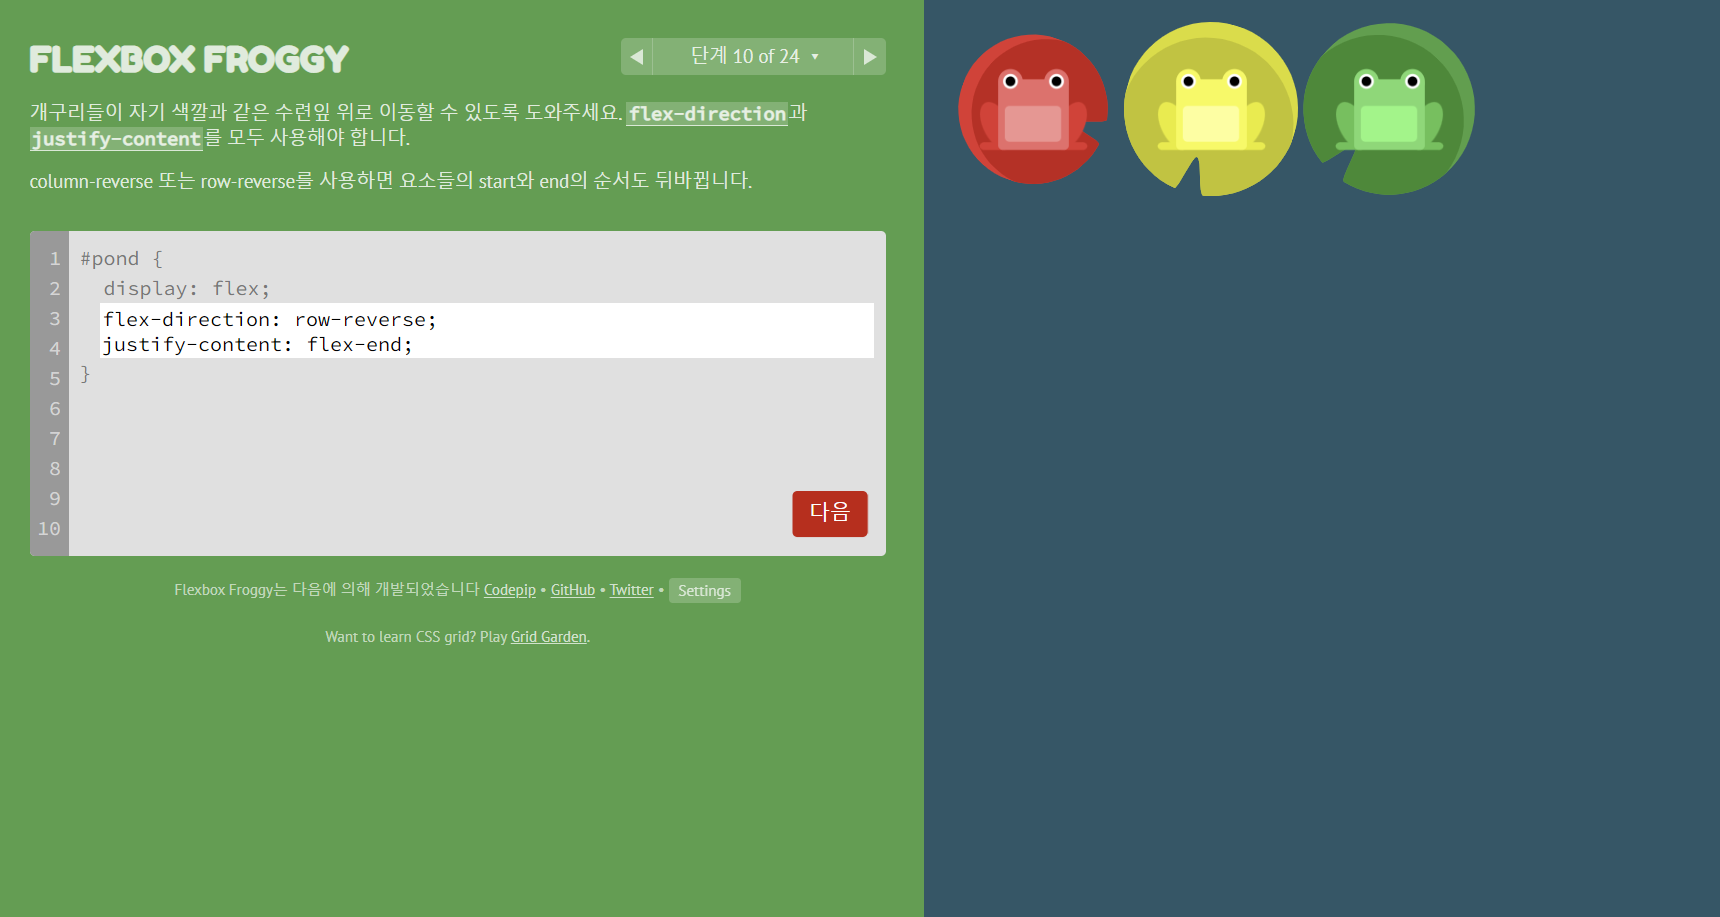 FLEXBOX FROGGY
◀ 단계 10 of 24 ▼ ▶
개구리들이 자기 색깔과 같은 수련잎 위로 이동할 수 있도록 도와주세요. flex-direction과
justify-content를 모두 사용해야 합니다.
column-reverse 또는 row-reverse를 사용하면 요소들의 start와 end의 순서도 뒤바뀝니다.
1 #pond {
2 display: flex;
3 flex-direction: row-reverse;
4 justify-content: flex-end;
5 }
6
7
8
9
10
다음
Flexbox Froggy는 다음에 의해 개발되었습니다 Codepip • GitHub • Twitter • Settings
Want to learn CSS grid? Play Grid Garden.